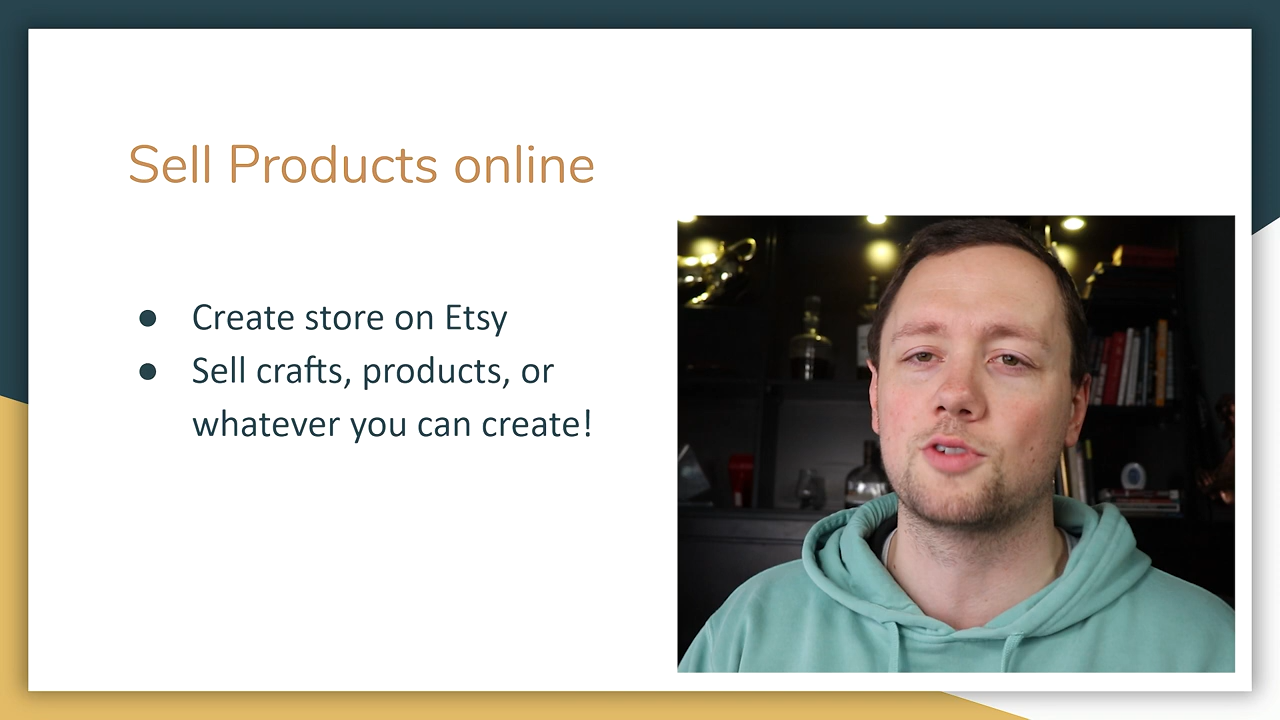 Sell Products online
● Create store on Etsy
● Sell crafts, products, or
whatever you can create!